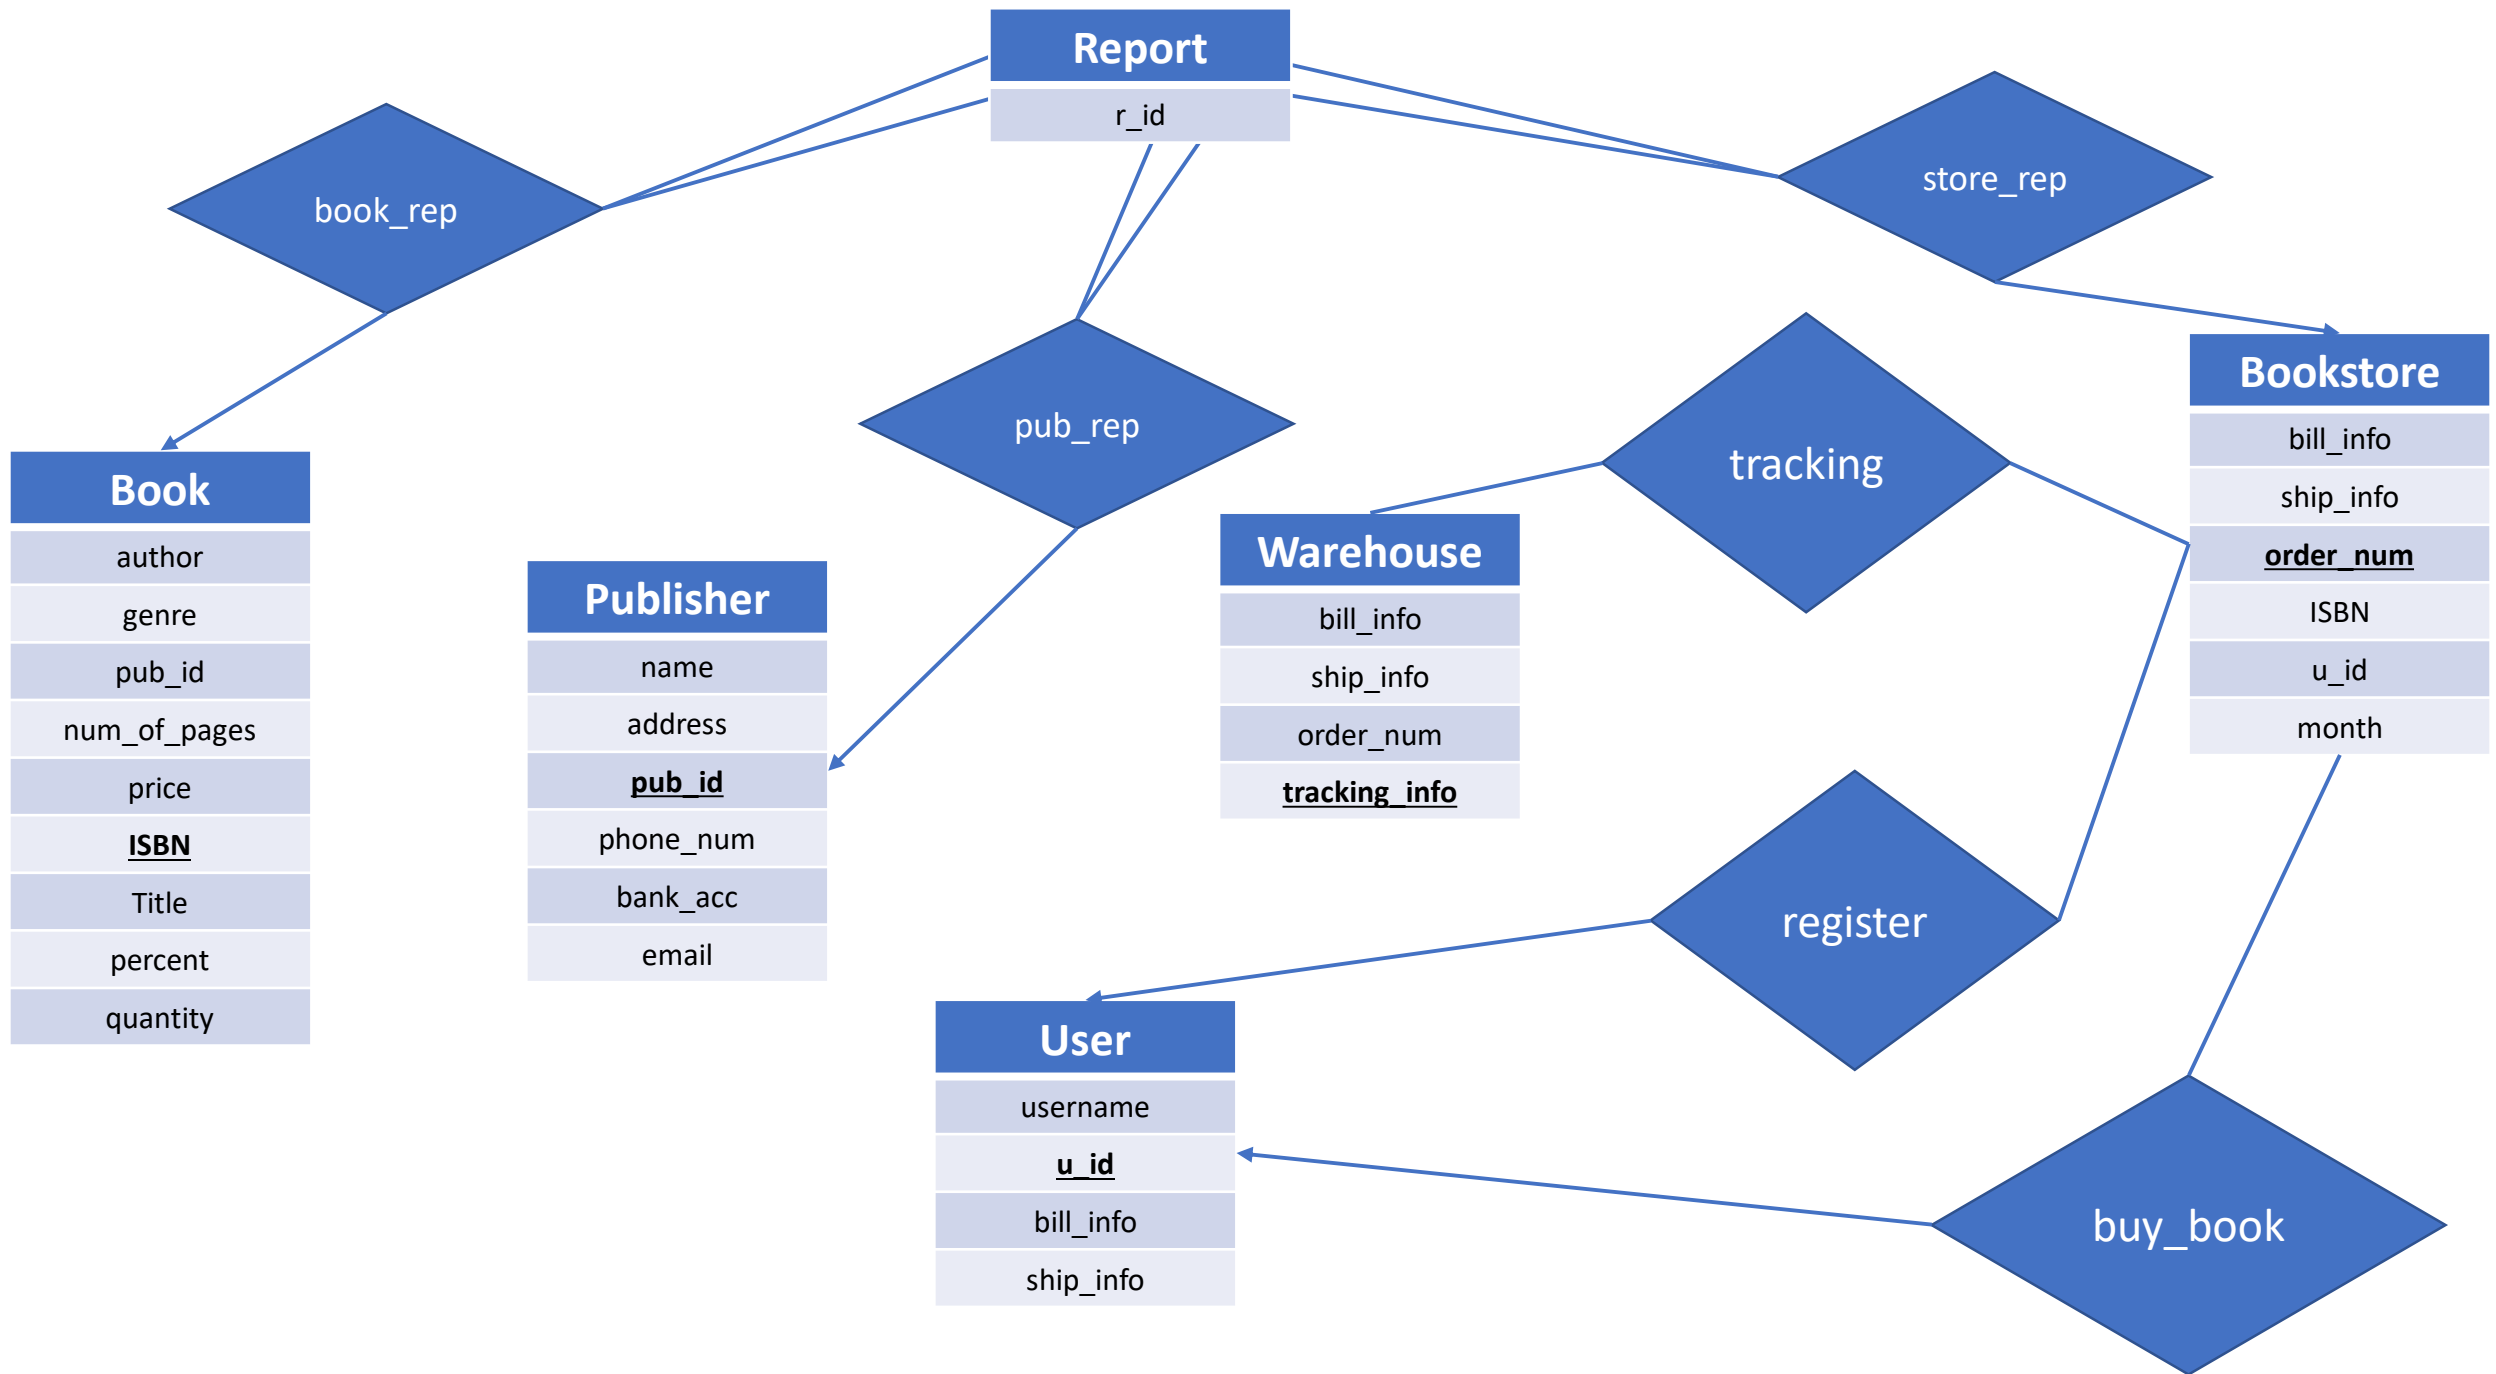 Report
r_id
book_rep
store_rep
pub_rep
tracking
Bookstore
bill_info
ship_info
order_num
ISBN
u_id
month
Book
author
genre
pub_id
num_of_pages
price
ISBN
Title
percent
quantity
Publisher
name
address
pub_id
phone_num
bank_acc
email
Warehouse
bill_info
ship_info
order_num
tracking_info
register
User
username
u_id
bill_info
ship_info
buy_book